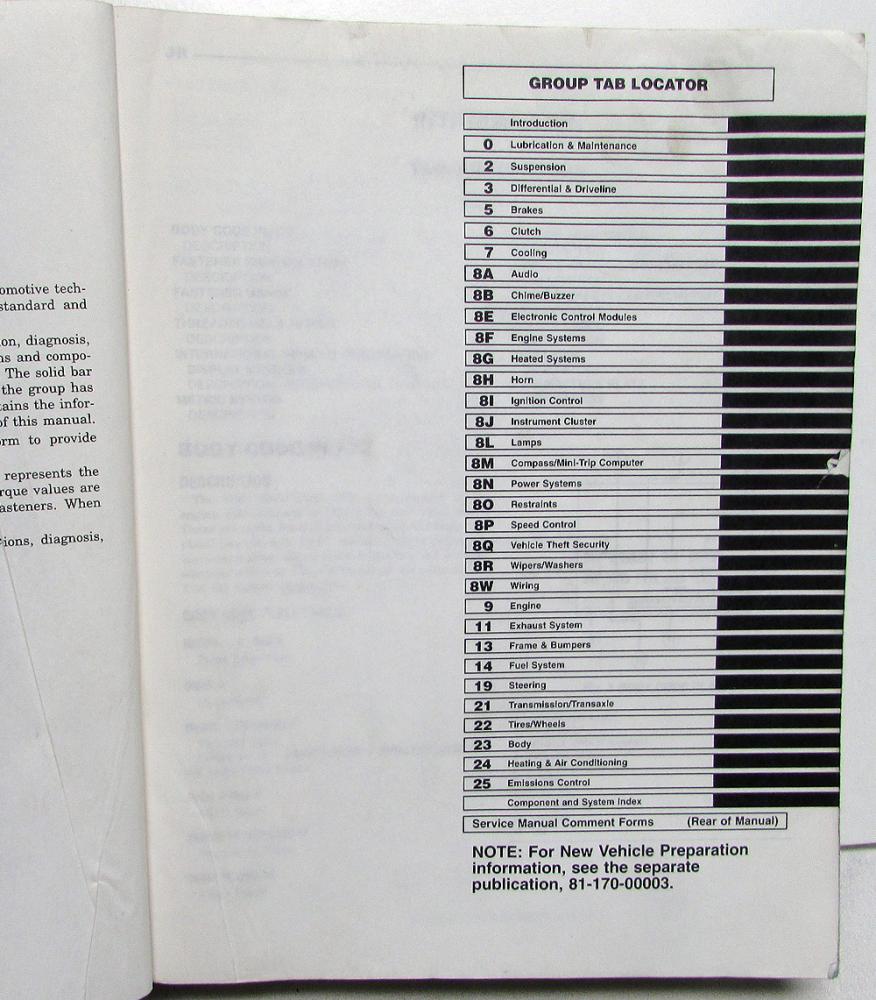 omotive tech-
standard and
on, diagnosis,
ns and compo-
The solid bar
the group has
tains the infor-
of this manual.
orm to provide
represents the
rque values are
asteners. When
tions, diagnosis,
GROUP TAB LOCATOR
Introduction
0 Lubrication & Maintenance
2 Suspension
3 Differential & Driveline
5 Brakes
6 Clutch
7 Cooling
8A Audio
8B Chime/Buzzer
8E Electronic Control Modules
8F Engine Systems
8G Heated Systems
8H Horn
8I Ignition Control
8J Instrument Cluster
8L Lamps
8M Compass/Mini-Trip Computer
8N Power Systems
8O Restraints
8P Speed Control
8Q Vehicle Theft Security
8R Wipers/Washers
8W Wiring
9 Engine
11 Exhaust System
13 Frame & Bumpers
14 Fuel System
19 Steering
21 Transmission/Transaxle
22 Tires/Wheels
23 Body
24 Heating & Air Conditioning
25 Emissions Control
Component and System Index
Service Manual Comment Forms (Rear of Manual)
NOTE: For New Vehicle Preparation
information, see the separate
publication, 81-170-00003.